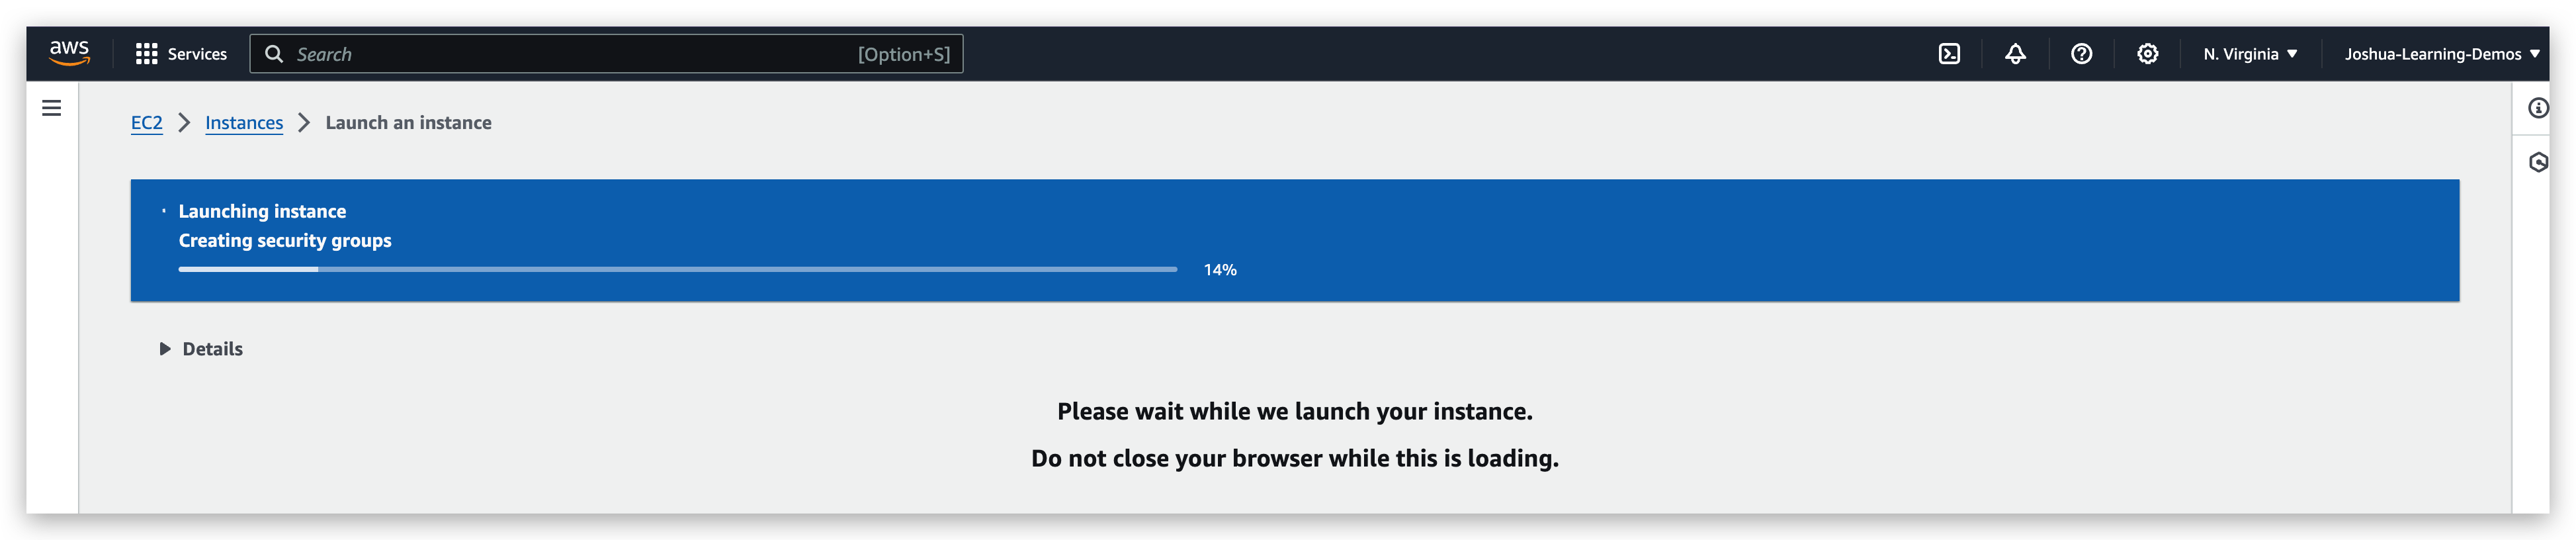 aws
Services
Search
[Option+S]
N. Virginia
Joshua-Learning-Demos
EC2
Instances
Launch an instance
Launching instance
Creating security groups
14%
Details
Please wait while we launch your instance.
Do not close your browser while this is loading.